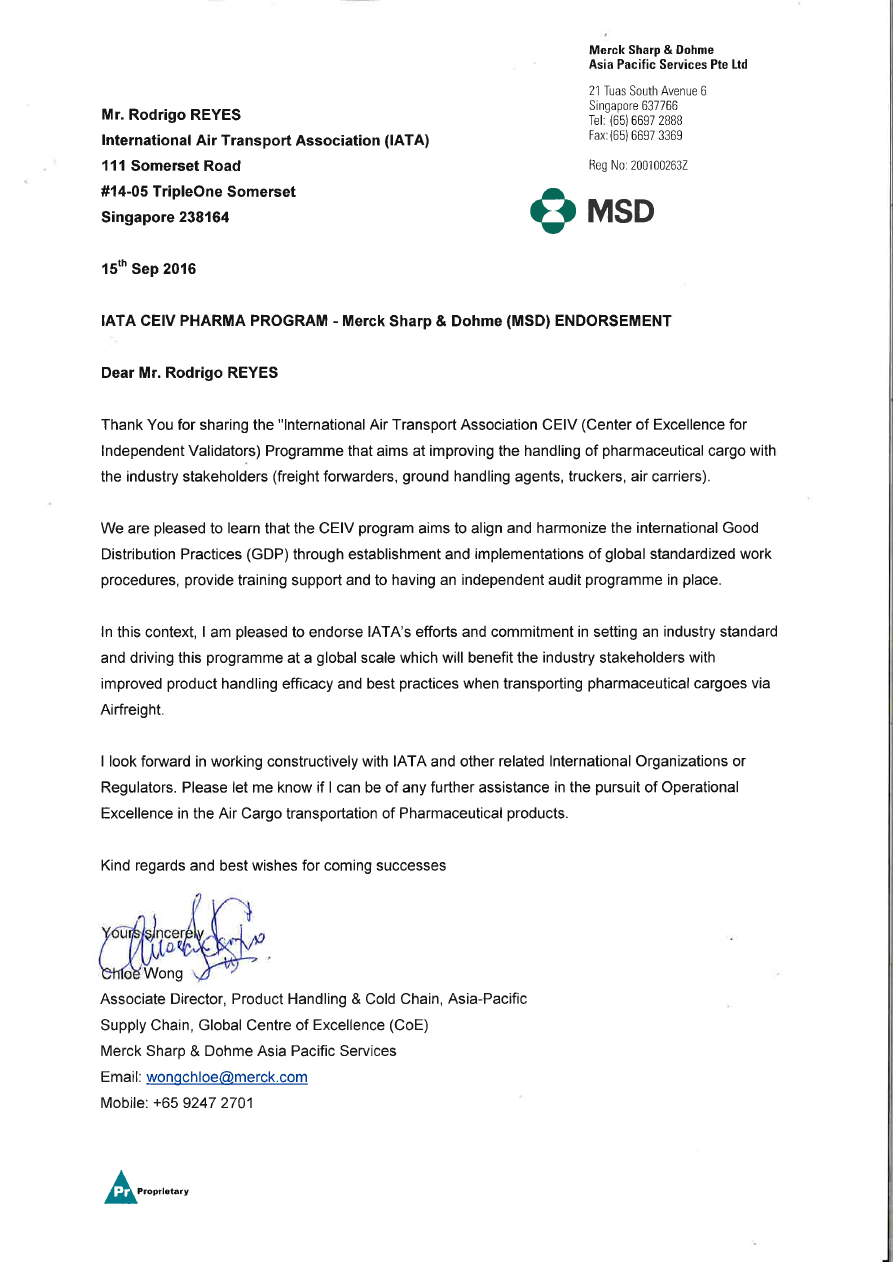 Merck Sharp & Dohme
Asia Pacific Services Pte Ltd
21 Tuas South Avenue 6
Singapore 637766
Tel: (65) 6697 2888
Fax: (65) 6697 3369
Reg No: 200100263Z
MSD
Mr. Rodrigo REYES
International Air Transport Association (IATA)
111 Somerset Road
#14-05 TripleOne Somerset
Singapore 238164
15th Sep 2016
IATA CEIV PHARMA PROGRAM - Merck Sharp & Dohme (MSD) ENDORSEMENT
Dear Mr. Rodrigo REYES
Thank You for sharing the "International Air Transport Association CEIV (Center of Excellence for
Independent Validators) Programme that aims at improving the handling of pharmaceutical cargo with
the industry stakeholders (freight forwarders, ground handling agents, truckers, air carriers).
We are pleased to learn that the CEIV program aims to align and harmonize the international Good
Distribution Practices (GDP) through establishment and implementations of global standardized work
procedures, provide training support and to having an independent audit programme in place.
In this context, I am pleased to endorse IATA's efforts and commitment in setting an industry standard
and driving this programme at a global scale which will benefit the industry stakeholders with
improved product handling efficacy and best practices when transporting pharmaceutical cargoes via
Airfreight.
I look forward in working constructively with IATA and other related International Organizations or
Regulators. Please let me know if I can be of any further assistance in the pursuit of Operational
Excellence in the Air Cargo transportation of Pharmaceutical products.
Kind regards and best wishes for coming successes
Yours sincerely
Chloe Wong
Associate Director, Product Handling & Cold Chain, Asia-Pacific
Supply Chain, Global Centre of Excellence (CoE)
Merck Sharp & Dohme Asia Pacific Services
Email: wongchloe@merck.com
Mobile: +65 9247 2701
Pr Proprietary